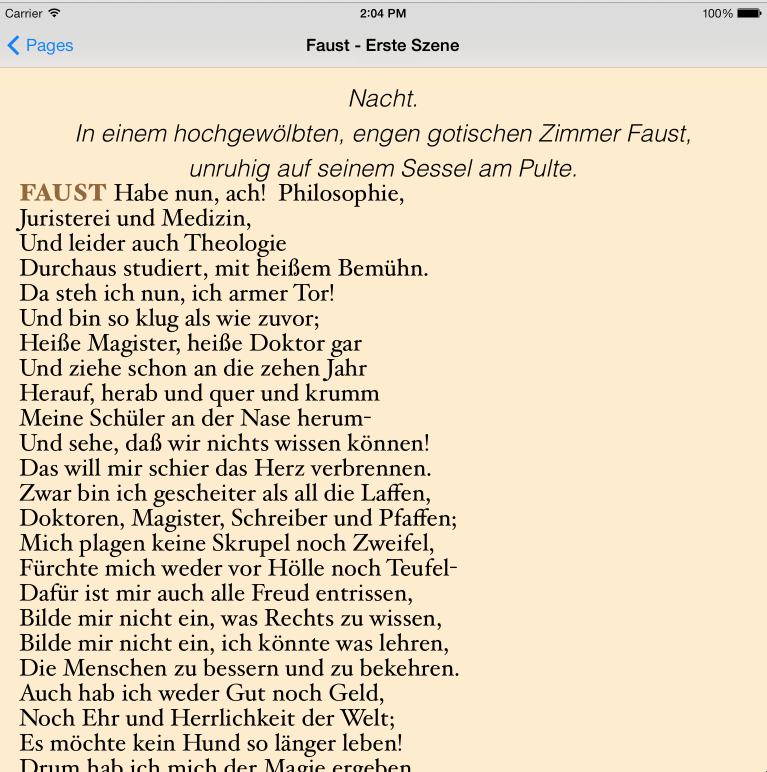 Carrier 2:04 PM 100%
Pages Faust - Erste Szene
Nacht.
In einem hochgewölbten, engen gotischen Zimmer Faust,
unruhig auf seinem Sessel am Pulte.
FAUST Habe nun, ach!  Philosophie,
Juristerei und Medizin,
Und leider auch Theologie
Durchaus studiert, mit heißem Bemühn.
Da steh ich nun, ich armer Tor!
Und bin so klug als wie zuvor;
Heiße Magister, heiße Doktor gar
Und ziehe schon an die zehen Jahr
Herauf, herab und quer und krumm
Meine Schüler an der Nase herum-
Und sehe, daß wir nichts wissen können!
Das will mir schier das Herz verbrennen.
Zwar bin ich gescheiter als all die Laffen,
Doktoren, Magister, Schreiber und Pfaffen;
Mich plagen keine Skrupel noch Zweifel,
Fürchte mich weder vor Hölle noch Teufel-
Dafür ist mir auch alle Freud entrissen,
Bilde mir nicht ein, was Rechts zu wissen,
Bilde mir nicht ein, ich könnte was lehren,
Die Menschen zu bessern und zu bekehren.
Auch hab ich weder Gut noch Geld,
Noch Ehr und Herrlichkeit der Welt;
Es möchte kein Hund so länger leben!
Drum hab ich mich der Magie ergeben